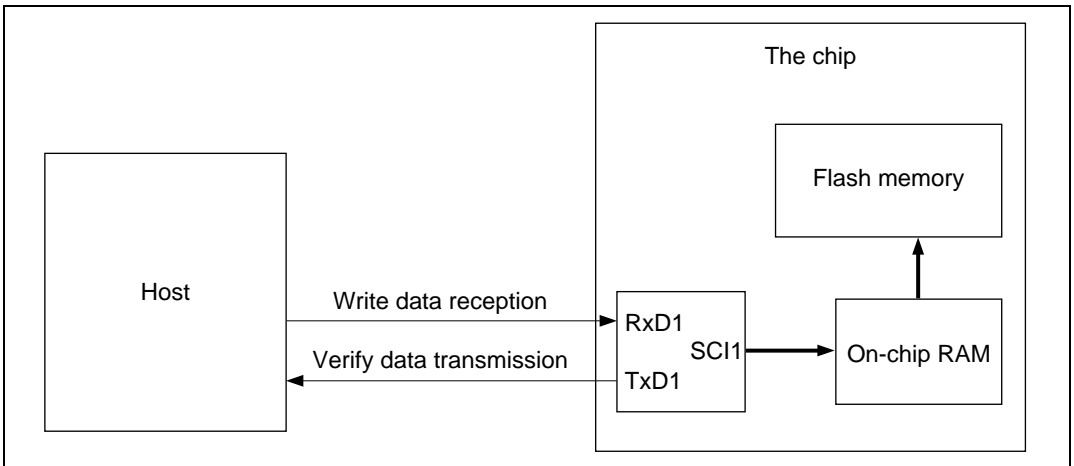 The chip
Flash memory
Host
Write data reception
RxD1
SCI1
On-chip RAM
Verify data transmission
TxD1